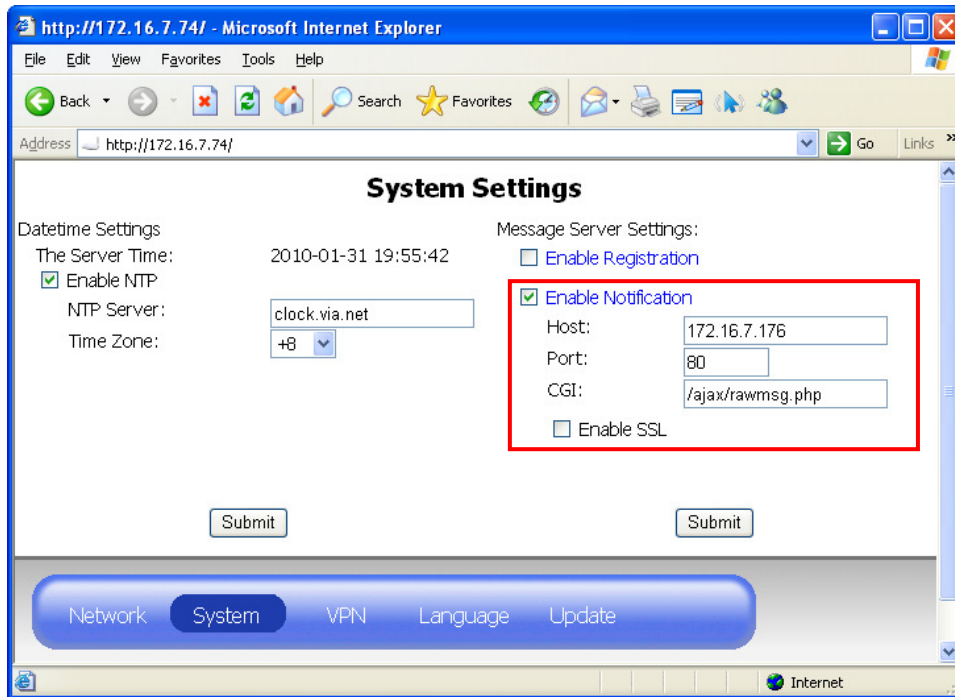 http://172.16.7.74/ - Microsoft Internet Explorer
File Edit View Favorites Tools Help
Back Search Favorites
Address http://172.16.7.74/ Go Links »
System Settings
Datetime Settings
The Server Time: 2010-01-31 19:55:42
Enable NTP
NTP Server: clock.via.net
Time Zone: +8
Message Server Settings:
Enable Registration
Enable Notification
Host: 172.16.7.176
Port: 80
CGI: /ajax/rawmsg.php
Enable SSL
Submit Submit
Network System VPN Language Update
Internet